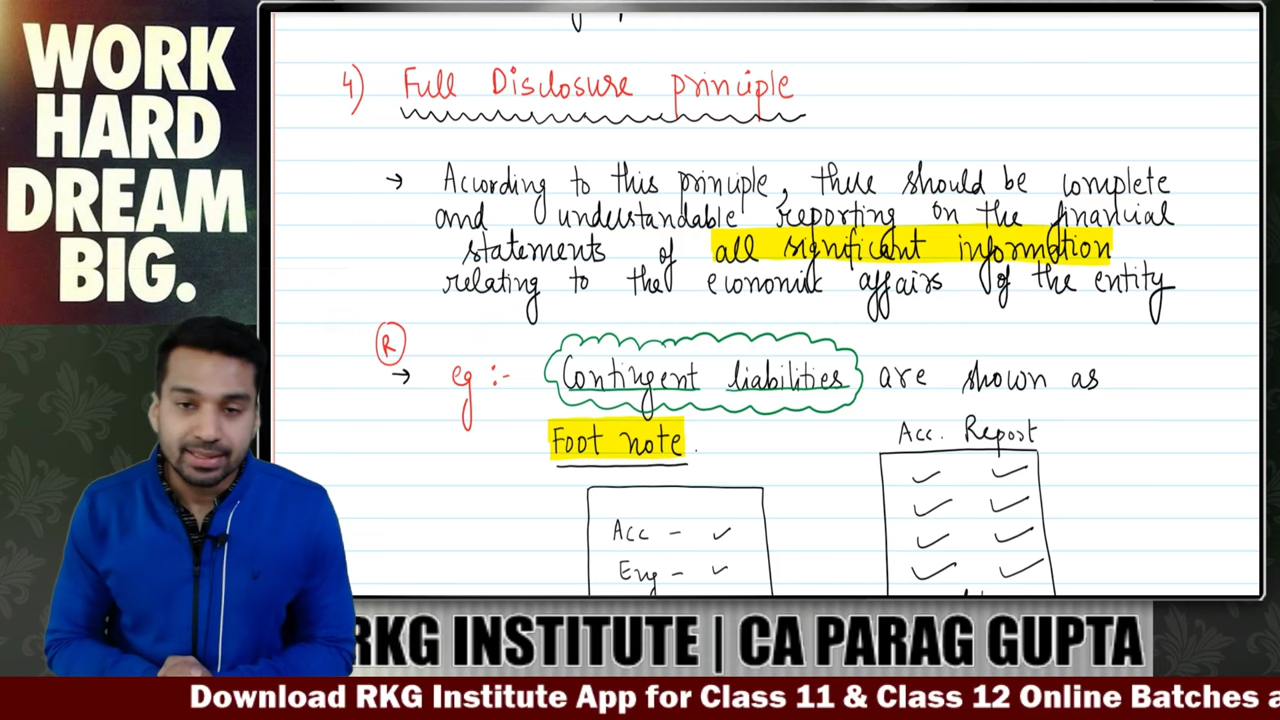 WORK
HARD
DREAM
BIG.
4) Full Disclosure principle
→ According to this principle, there should be complete
and understandable reporting on the financial
statements of all significant information
relating to the economic affairs of the entity
R
→ eg :- Contingent liabilities are shown as
Foot note.
Acc. Report
Acc - ✓
Eng - ✓
RKG INSTITUTE | CA PARAG GUPTA
Download RKG Institute App for Class 11 & Class 12 Online Batches a